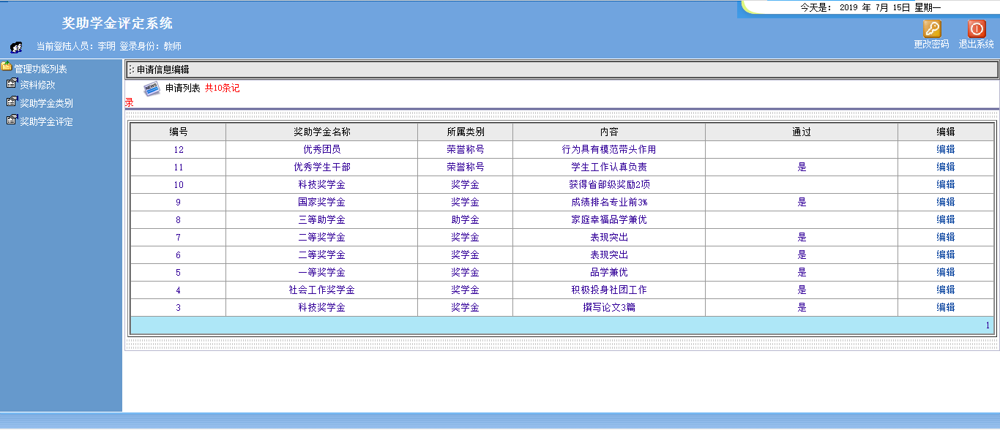 今天是： 2019 年 7月 15日 星期一
奖助学金评定系统
当前登陆人员：李明 登录身份：教师
更改密码 退出系统
管理功能列表
资料修改
奖助学金类别
奖助学金评定
申请信息编辑
申请列表 共10条记
录
编号 奖助学金名称 所属类别 内容 通过 编辑
12 优秀团员 荣誉称号 行为具有模范带头作用 编辑
11 优秀学生干部 荣誉称号 学生工作认真负责 是 编辑
10 科技奖学金 奖学金 获得省部级奖励2项 编辑
9 国家奖学金 奖学金 成绩排名专业前3% 是 编辑
8 三等助学金 助学金 家庭幸福品学兼优 编辑
7 二等奖学金 奖学金 表现突出 是 编辑
6 二等奖学金 奖学金 表现突出 是 编辑
5 一等奖学金 奖学金 品学兼优 是 编辑
4 社会工作奖学金 奖学金 积极投身社团工作 是 编辑
3 科技奖学金 奖学金 撰写论文3篇 是 编辑
1